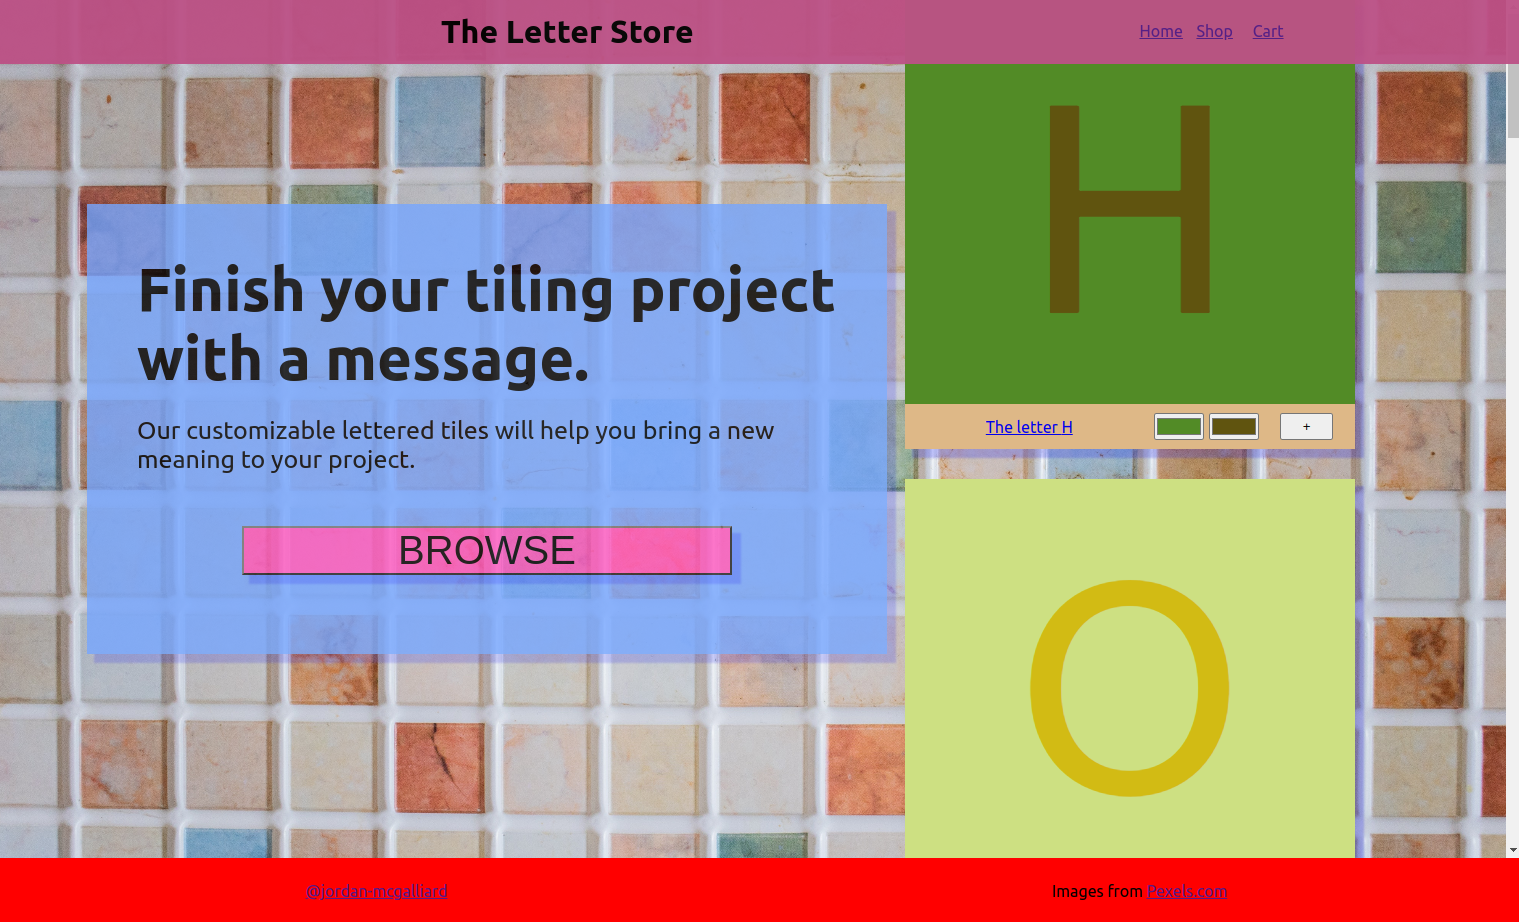 The Letter Store
Home Shop Cart
H
Finish your tiling project
with a message.
Our customizable lettered tiles will help you bring a new
meaning to your project.
BROWSE
The letter H
+
O
@jordan-mcgalliard
Images from Pexels.com